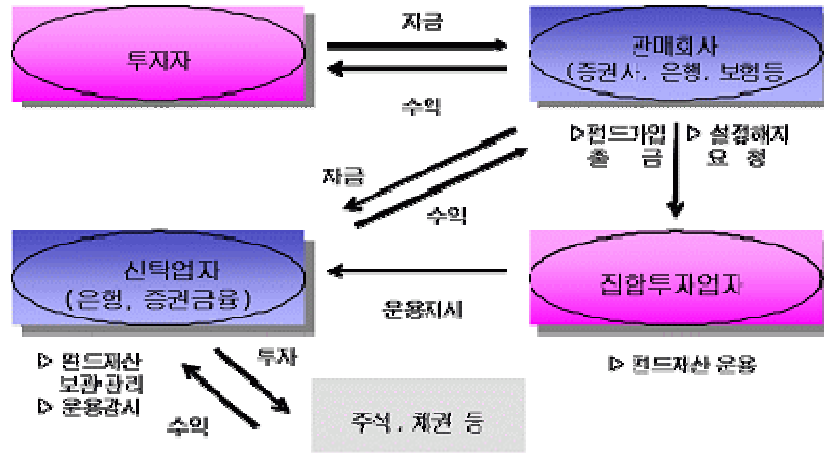 자금
투자자
판매회사
(증권사, 은행, 보험등
수익
▷펀드가입
출 금
▷ 설정해지
요 청
자금
수익
신탁업자
(은행, 증권금융)
집합투자업자
운용지시
▷ 펀드재산
보관·관리
▷ 운용감시
투자
수익
▷ 펀드자산 운용
주식, 채권 등